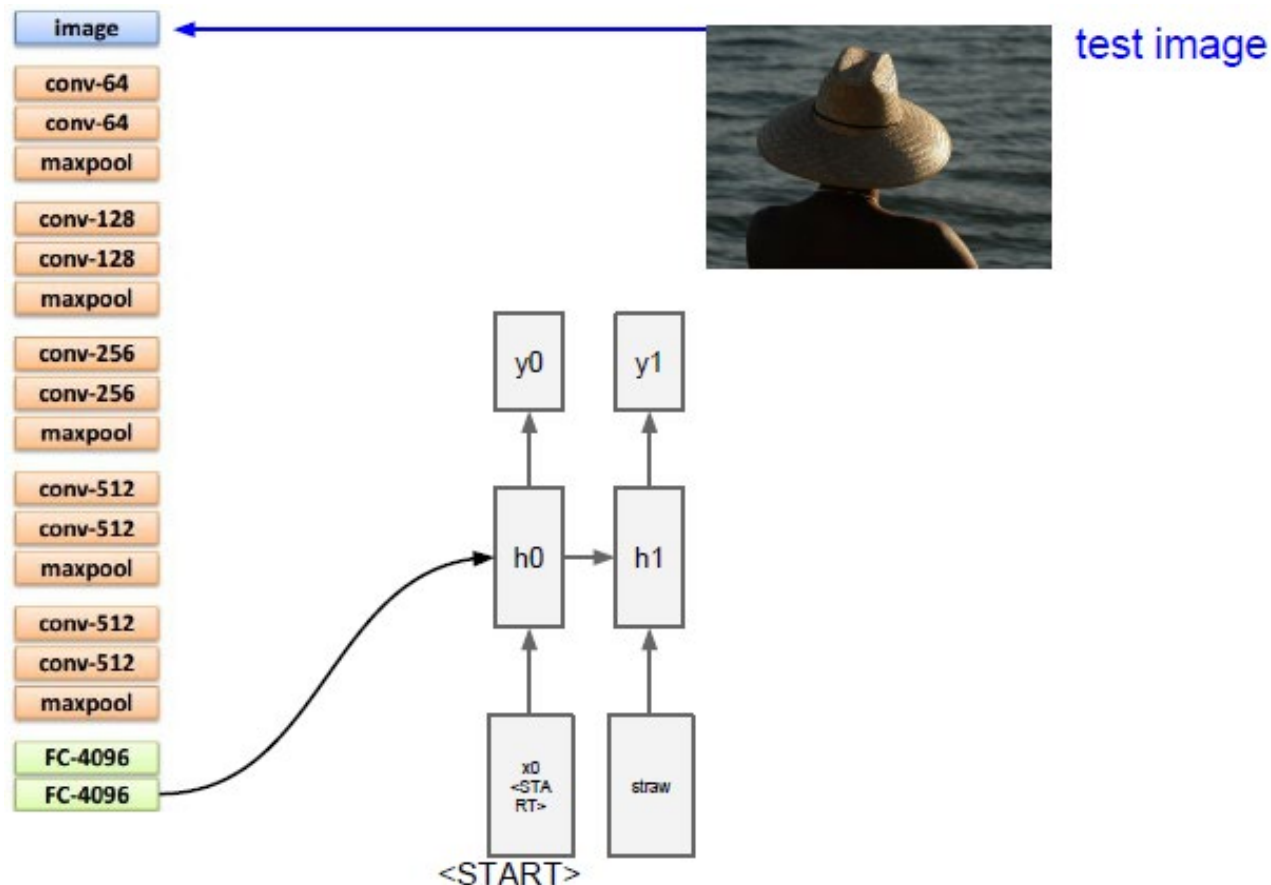 image
test image
conv-64
conv-64
maxpool
conv-128
conv-128
maxpool
conv-256
conv-256
maxpool
conv-512
conv-512
maxpool
conv-512
conv-512
maxpool
FC-4096
FC-4096
y0
y1
h0
h1
x0
<STA
RT>
straw
<START>